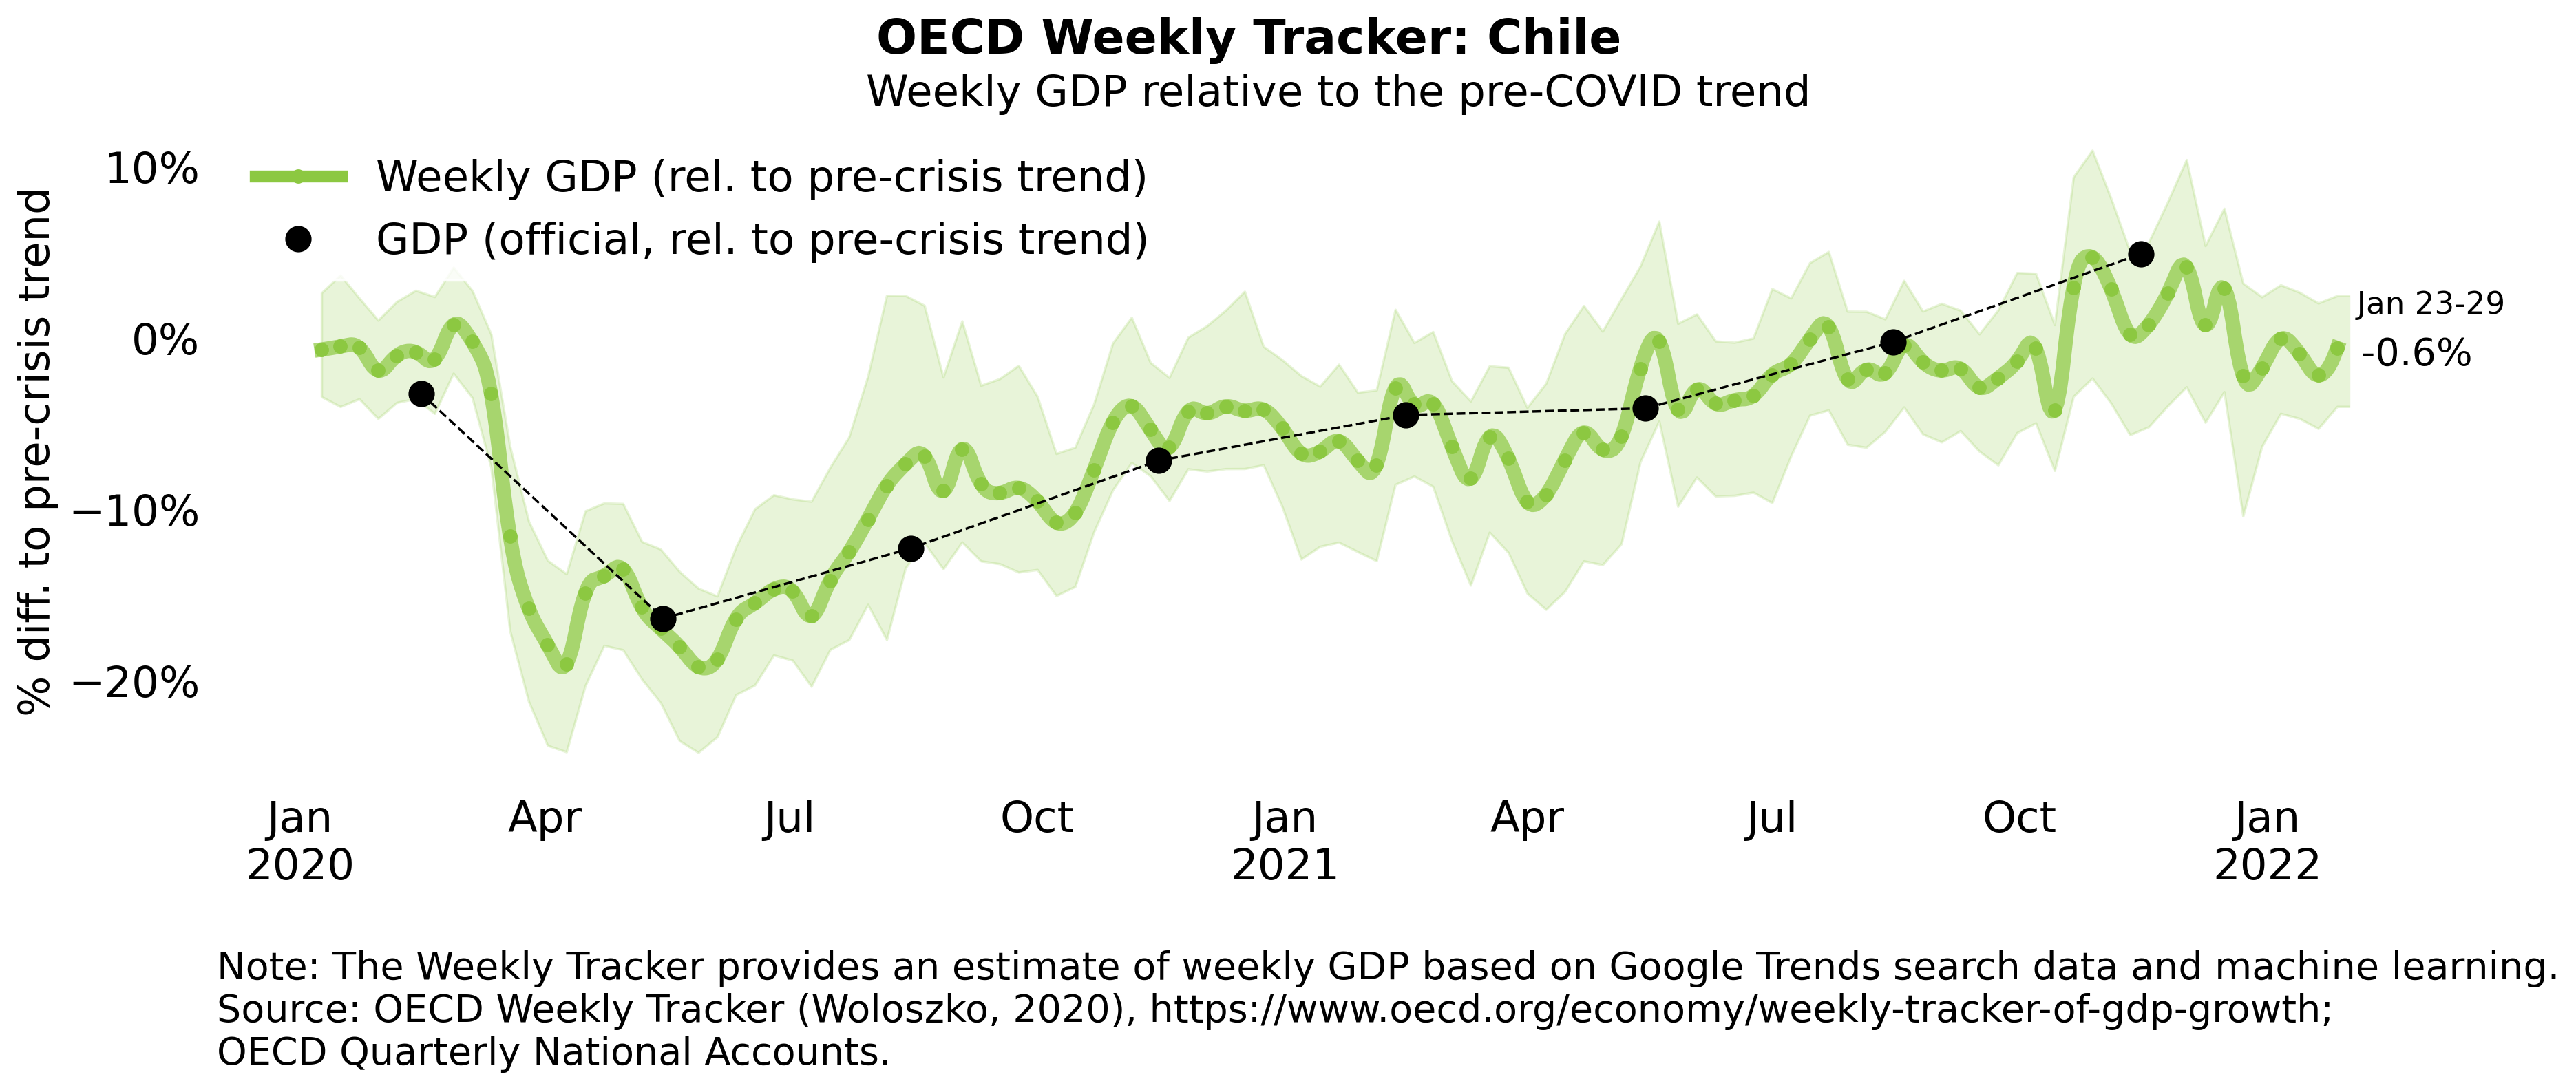 OECD Weekly Tracker: Chile
Weekly GDP relative to the pre-COVID trend
% diff. to pre-crisis trend
10%
0%
−10%
−20%
Weekly GDP (rel. to pre-crisis trend)
GDP (official, rel. to pre-crisis trend)
Jan 23-29
-0.6%
Jan Apr Jul Oct Jan Apr Jul Oct Jan
2020 2021 2022
Note: The Weekly Tracker provides an estimate of weekly GDP based on Google Trends search data and machine learning.
Source: OECD Weekly Tracker (Woloszko, 2020), https://www.oecd.org/economy/weekly-tracker-of-gdp-growth;
OECD Quarterly National Accounts.